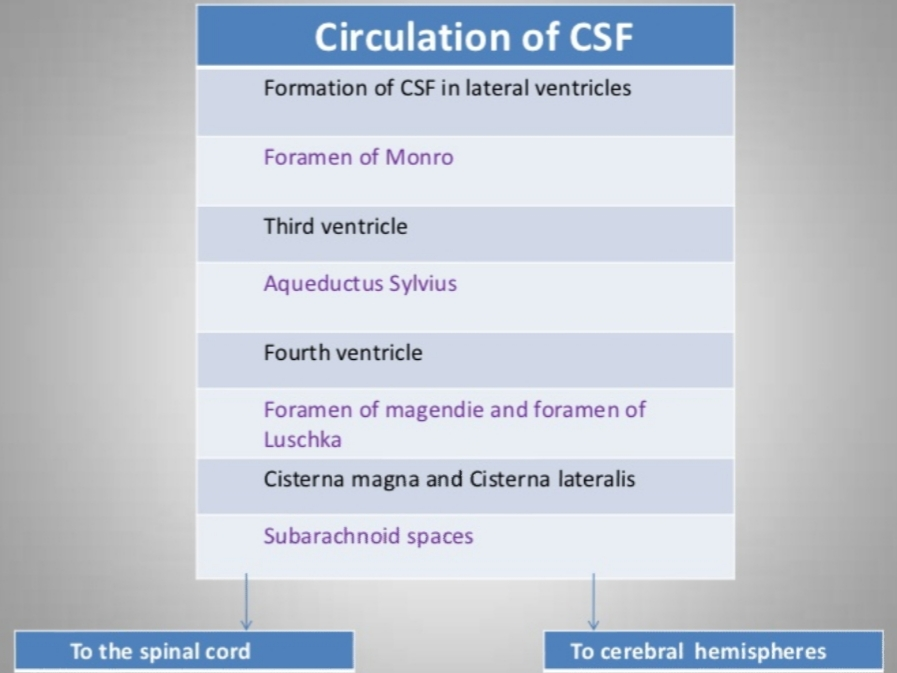 Circulation of CSF
Formation of CSF in lateral ventricles
Foramen of Monro
Third ventricle
Aqueductus Sylvius
Fourth ventricle
Foramen of magendie and foramen of
Luschka
Cisterna magna and Cisterna lateralis
Subarachnoid spaces
To the spinal cord
To cerebral hemispheres